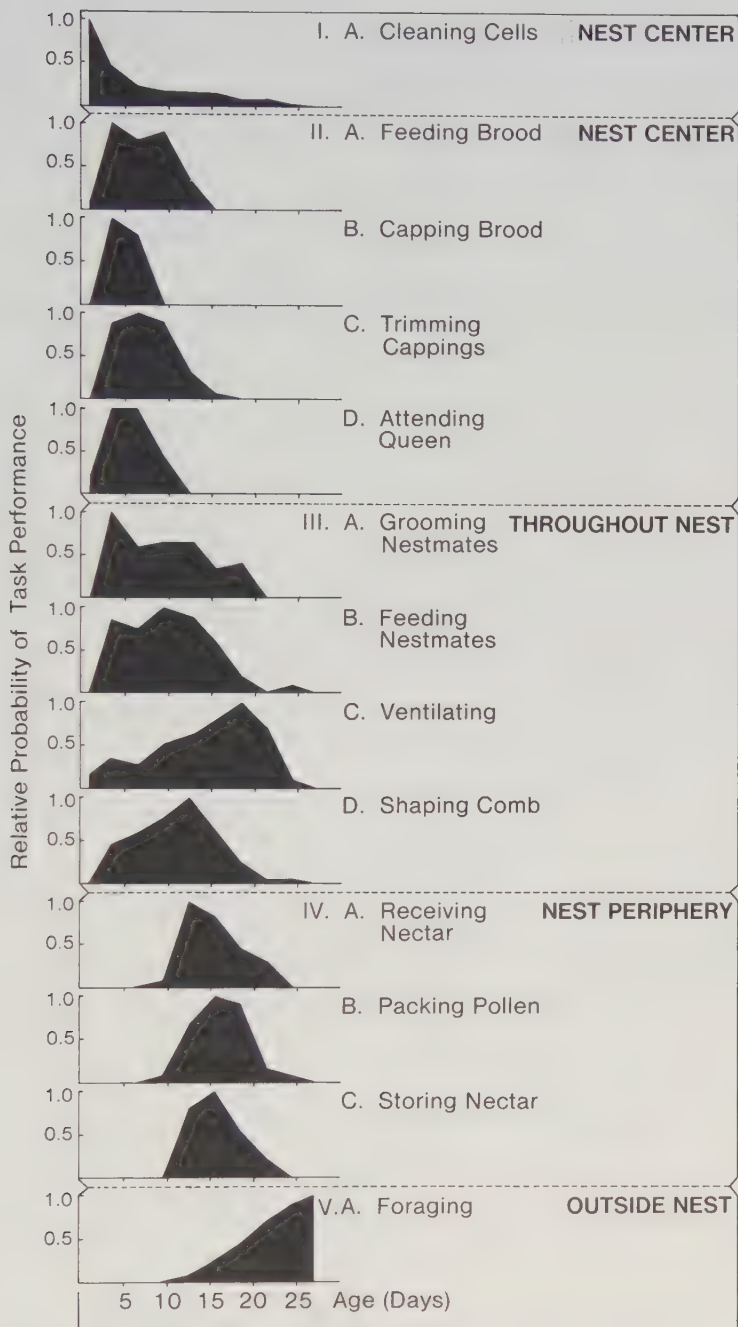 I. A. Cleaning Cells NEST CENTER
1.0
0.5
II. A. Feeding Brood NEST CENTER
1.0
0.5
B. Capping Brood
1.0
0.5
C. Trimming
Cappings
1.0
0.5
D. Attending
Queen
1.0
0.5
III. A. Grooming THROUGHOUT NEST
Nestmates
1.0
0.5
B. Feeding
Nestmates
1.0
0.5
C. Ventilating
1.0
0.5
D. Shaping Comb
1.0
0.5
IV. A. Receiving NEST PERIPHERY
Nectar
1.0
0.5
B. Packing Pollen
1.0
0.5
C. Storing Nectar
1.0
0.5
V. A. Foraging OUTSIDE NEST
1.0
0.5
5 10 15 20 25 Age (Days)
Relative Probability of Task Performance